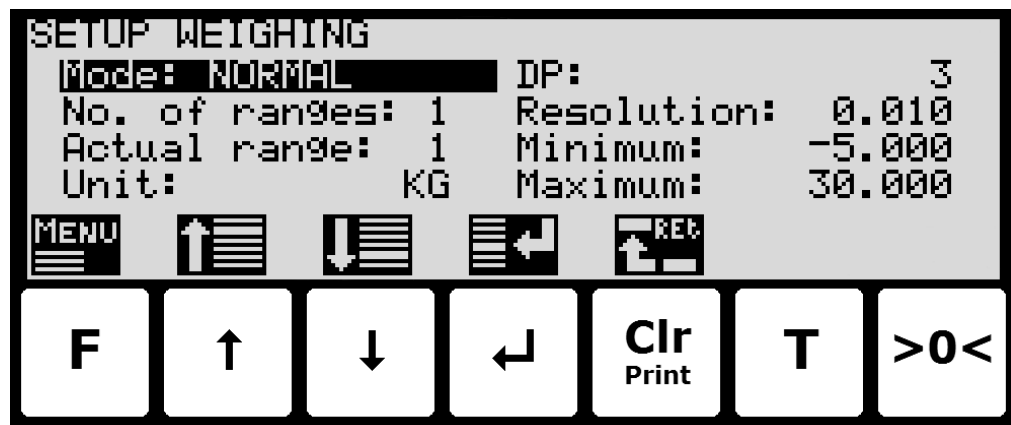 SETUP WEIGHING
Mode: NORMAL DP: 3
No. of ranges: 1 Resolution: 0.010
Actual range: 1 Minimum: -5.000
Unit: KG Maximum: 30.000
MENU RET
F ↑ ↓ ↵ Clr T >0<
Print